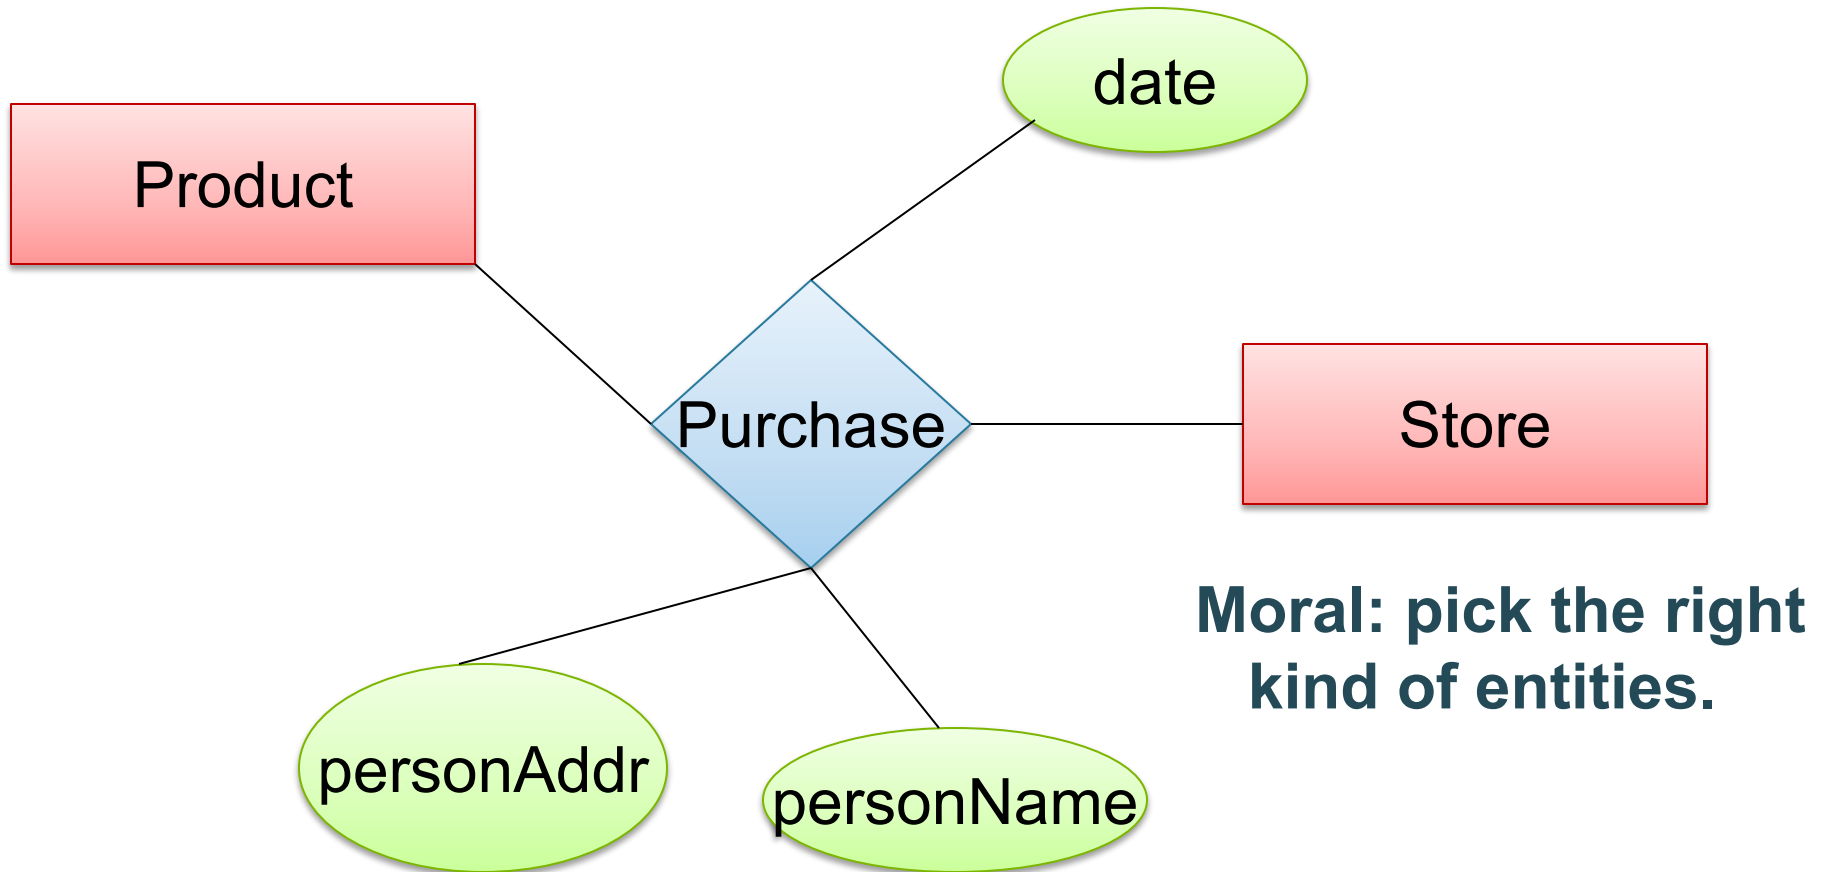 date
Product
Purchase
Store
Moral: pick the right
kind of entities.
personAddr
personName